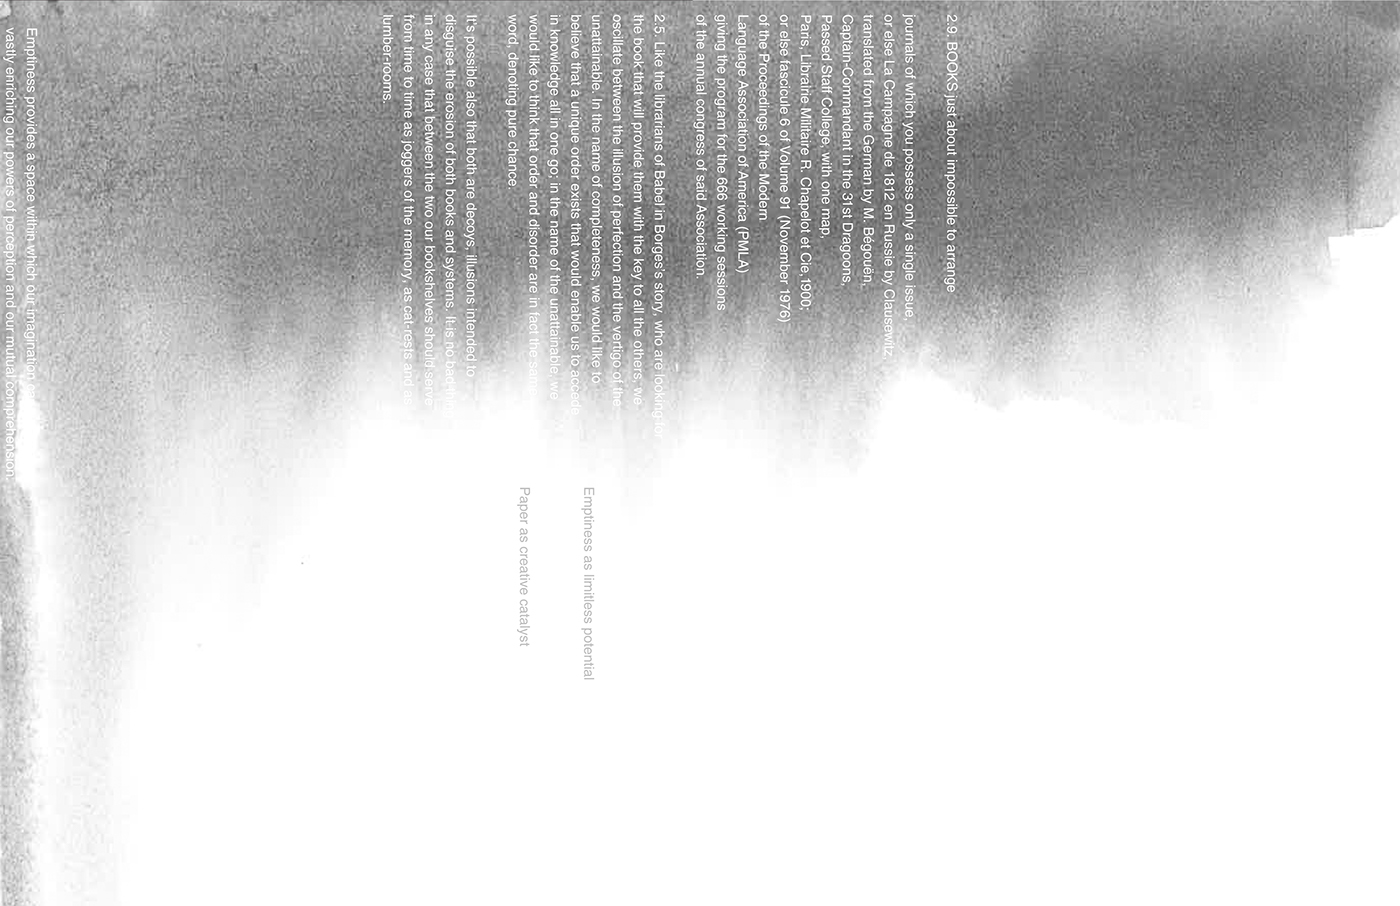 2.9. BOOKS just about impossible to arrange
journals of which you possess only a single issue,
or else La Campagne de 1812 en Russie by Clausewitz,
translated from the German by M. Bégouën,
Captain-Commandant in the 31st Dragoons,
Passed Staff College, with one map,
Paris, Librairie Militaire R. Chapelot et Cie,1900;
or else fascicule 6 of Volume 91 (November 1976)
of the Proceedings of the Modern
Language Association of America (PMLA)
giving the program for the 666 working sessions
of the annual congress of said Association.
2.5 Like the librarians of Babel in Borges's story, who are looking for
the book that will provide them with the key to all the others, we
oscillate between the illusion of perfection and the vertigo of the
unattainable. In the name of completeness, we would like to
believe that a unique order exists that would enable us to accede
in knowledge all in one go; in the name of the unattainable, we
would like to think that order and disorder are in fact the same
word, denoting pure chance.
It's possible also that both are decoys, illusions intended to
disguise the erosion of both books and systems. It is no bad thing
in any case that between the two our bookshelves should serve
from time to time as joggers of the memory, as cat-rests and as
lumber-rooms.
Emptiness as limitless potential
Paper as creative catalyst
Emptiness provides a space within which our imagination can
vastly enriching our powers of perception and our mutual comprehension.